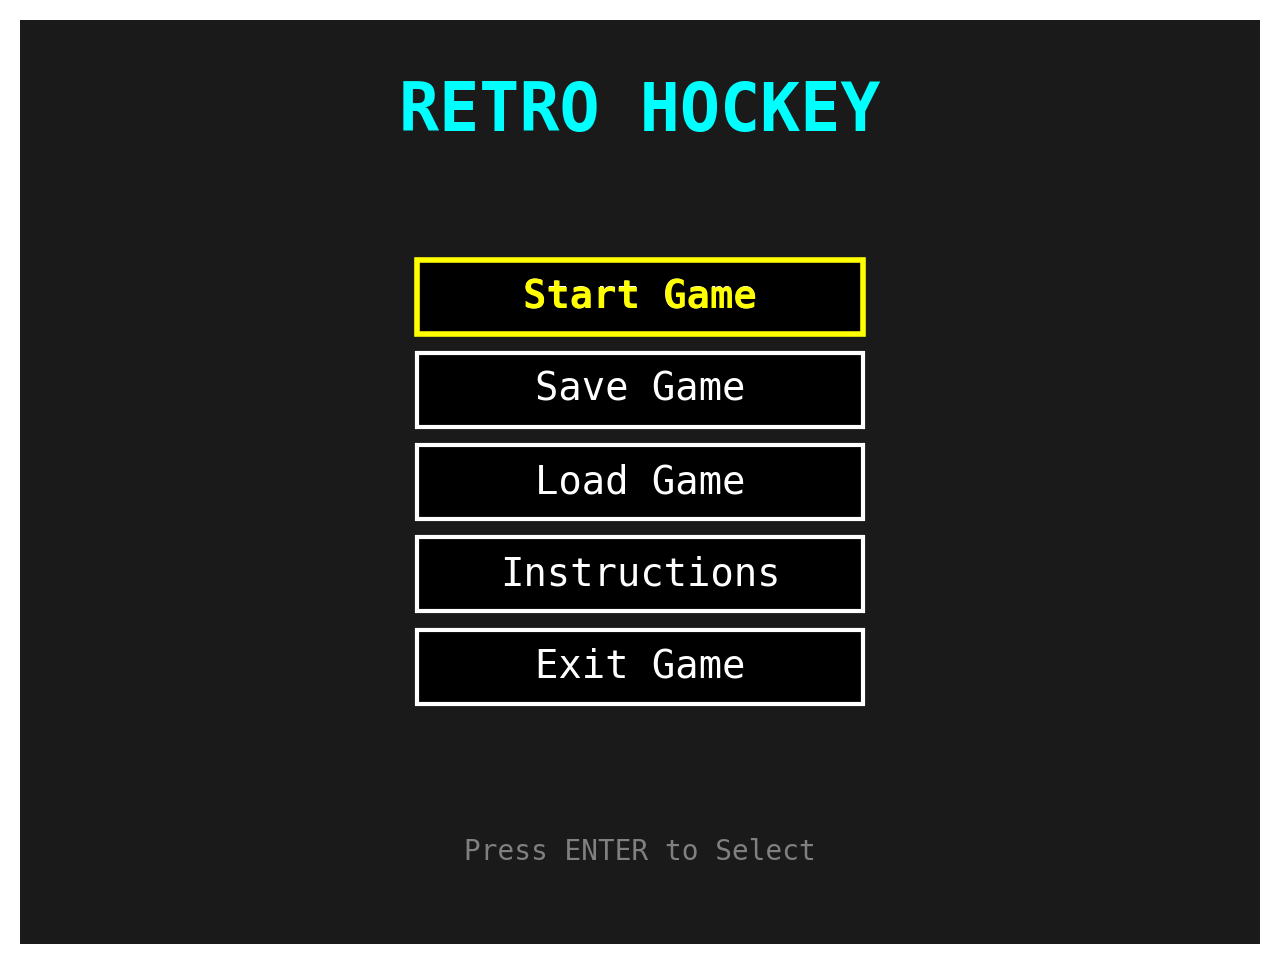 RETRO HOCKEY
Start Game
Save Game
Load Game
Instructions
Exit Game
Press ENTER to Select